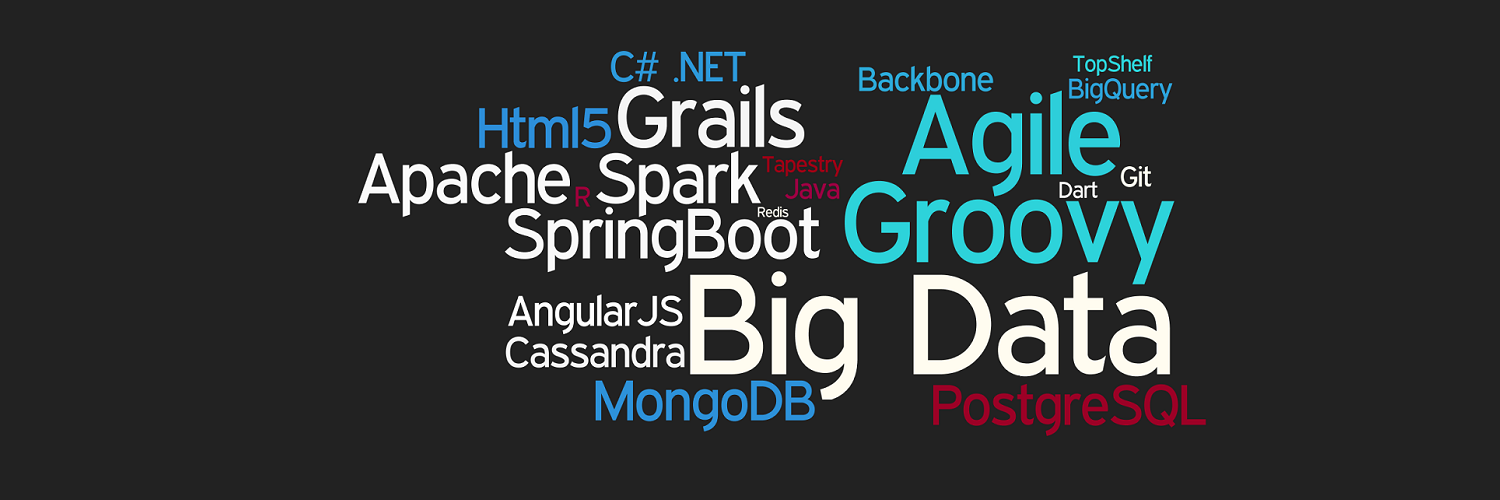 C# .NET
Html5 Grails
Apache Spark
R
Tapestry
Java
Redis
SpringBoot
AngularJS
Cassandra
Big Data
MongoDB
PostgreSQL
Backbone
TopShelf
BigQuery
Agile
Git
Dart
Groovy